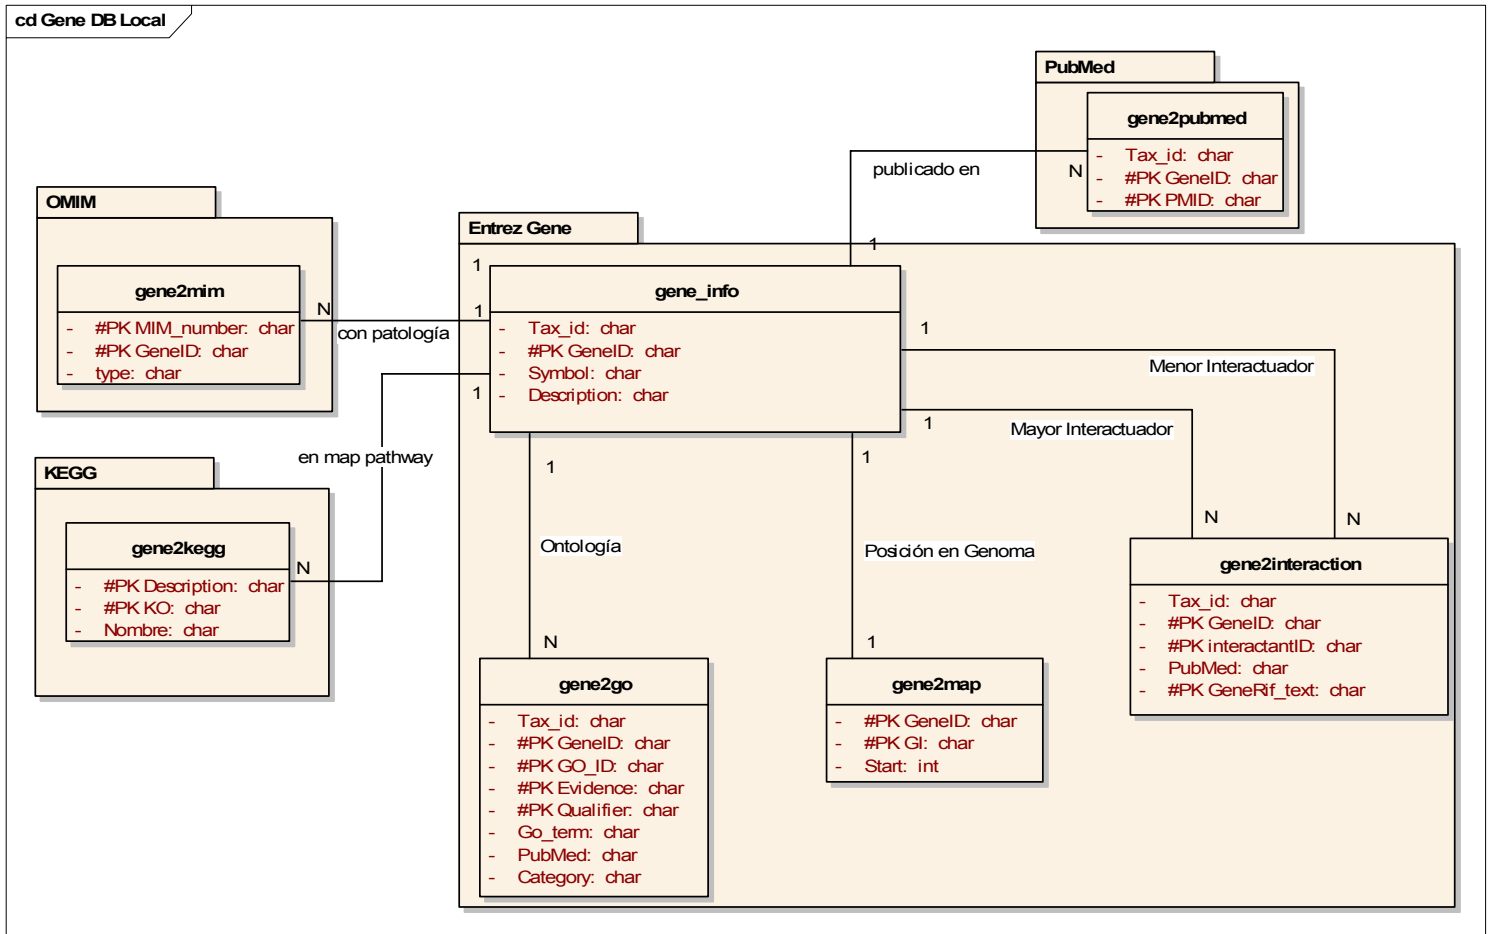 cd Gene DB Local
PubMed
gene2pubmed
- Tax_id: char
- #PK GeneID: char
- #PK PMID: char
publicado en
N
1
OMIM
gene2mim
- #PK MIM_number: char
- #PK GeneID: char
- type: char
N
con patología
1
1
1
Entrez Gene
gene_info
- Tax_id: char
- #PK GeneID: char
- Symbol: char
- Description: char
1
Menor Interactuador
1
Mayor Interactuador
N
N
en map pathway
KEGG
gene2kegg
- #PK Description: char
- #PK KO: char
- Nombre: char
N
1
Ontología
N
1
Posición en Genoma
1
gene2go
- Tax_id: char
- #PK GeneID: char
- #PK GO_ID: char
- #PK Evidence: char
- #PK Qualifier: char
- Go_term: char
- PubMed: char
- Category: char
gene2map
- #PK GeneID: char
- #PK GI: char
- Start: int
gene2interaction
- Tax_id: char
- #PK GeneID: char
- #PK interactantID: char
- PubMed: char
- #PK GeneRif_text: char